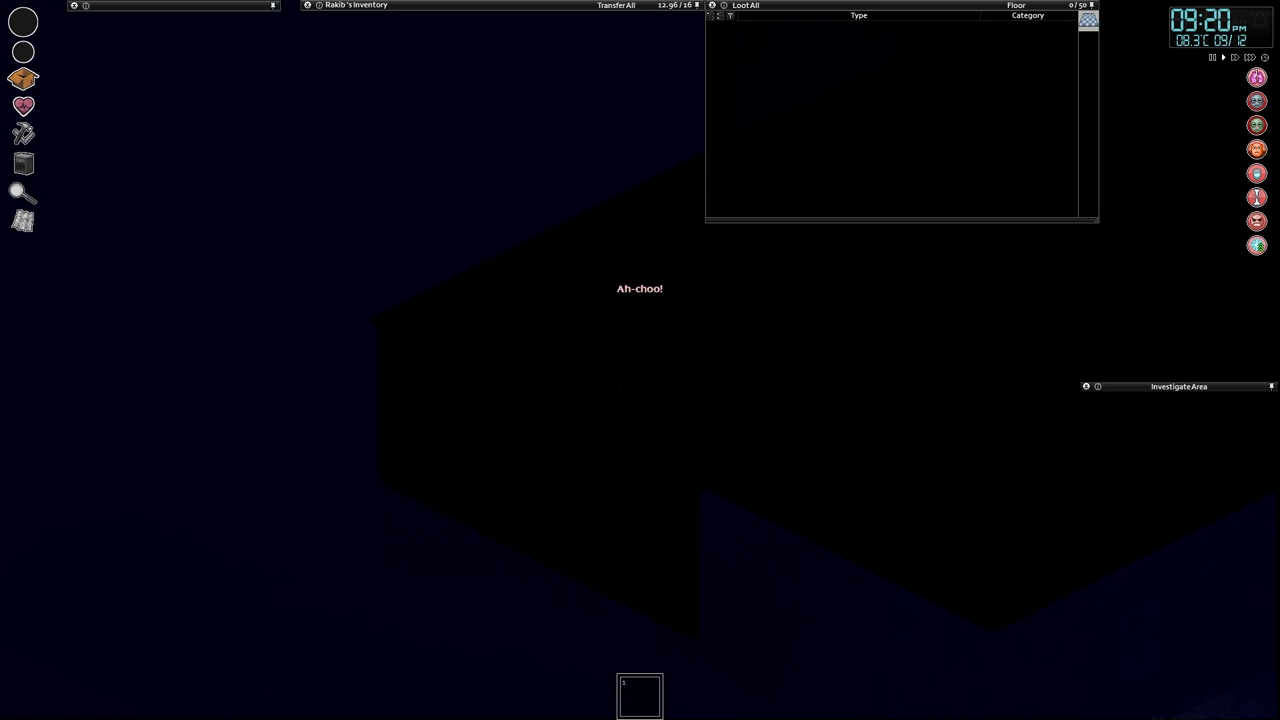 Rakib 's Inventory Transfer All 12.96 / 16
Loot All Floor 0 / 50
Type Category
09:20 PM
08.3°C 09/12
Ah-choo!
Investigate Area
1